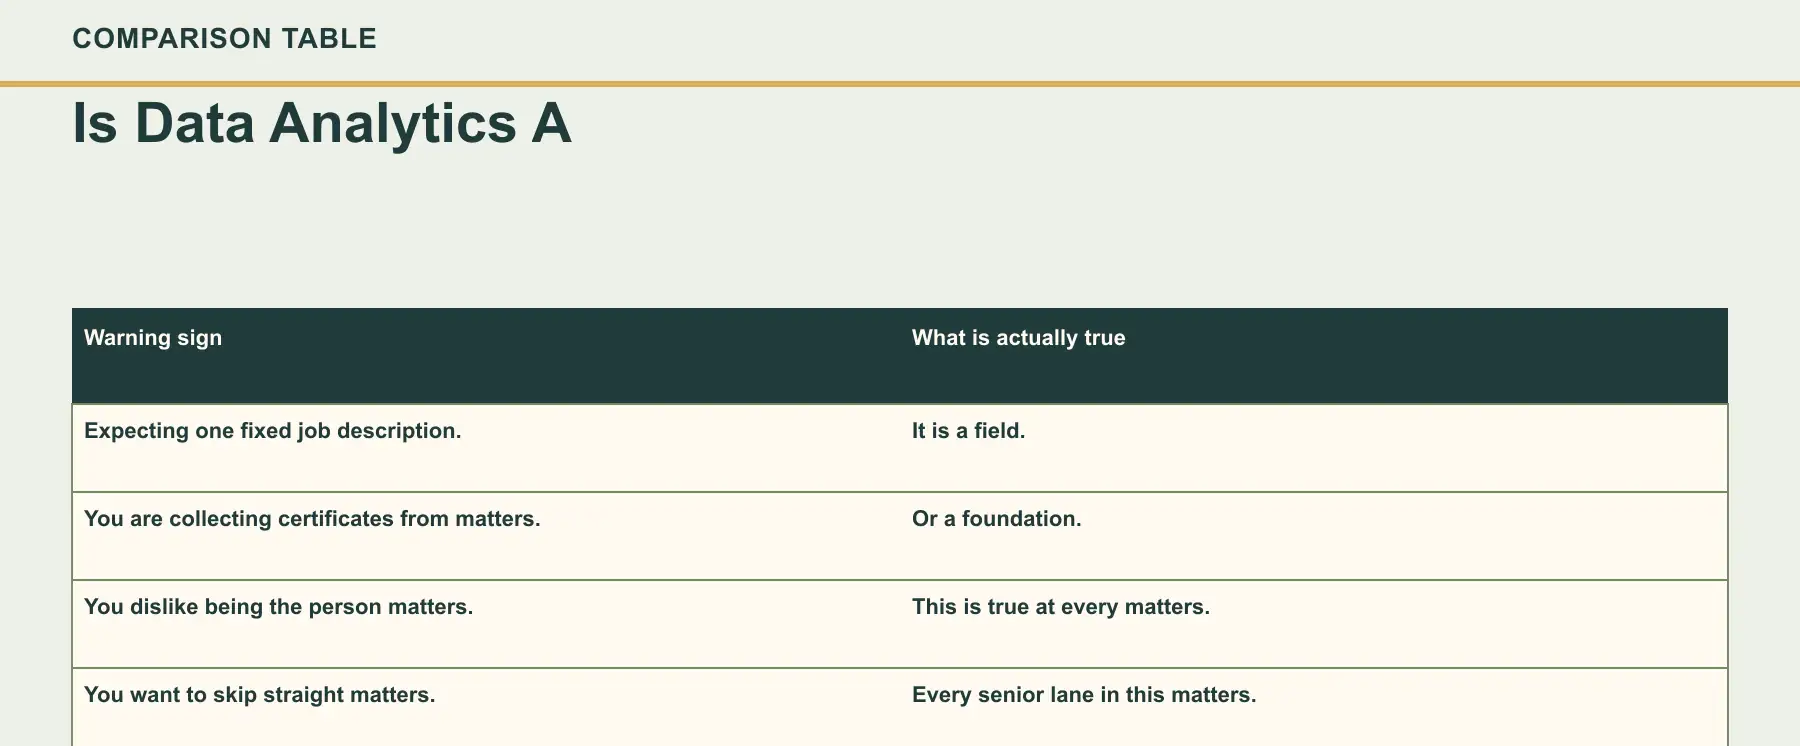 COMPARISON TABLE
Is Data Analytics A
Warning sign What is actually true
Expecting one fixed job description. It is a field.
You are collecting certificates from matters. Or a foundation.
You dislike being the person matters. This is true at every matters.
You want to skip straight matters. Every senior lane in this matters.